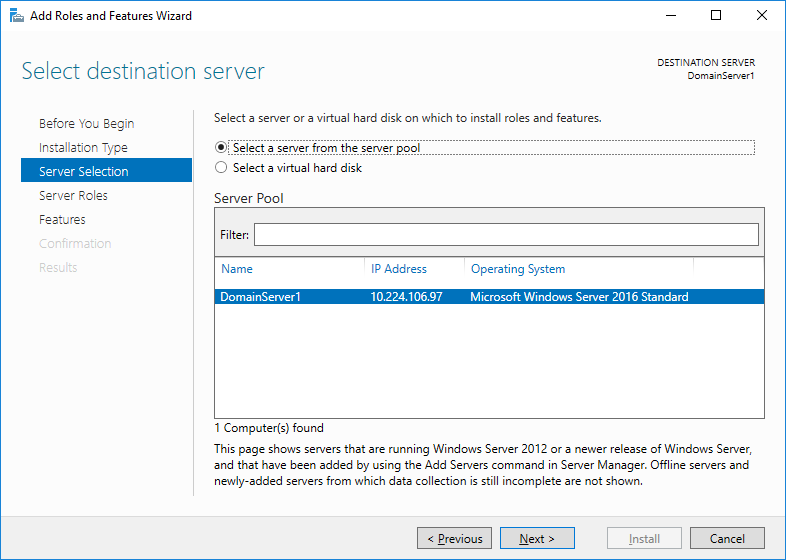 Add Roles and Features Wizard
Select destination server
DESTINATION SERVER
DomainServer1
Before You Begin
Installation Type
Server Selection
Server Roles
Features
Confirmation
Results
Select a server or a virtual hard disk on which to install roles and features.
Select a server from the server pool
Select a virtual hard disk
Server Pool
Filter:
Name IP Address Operating System
DomainServer1 10.224.106.97 Microsoft Windows Server 2016 Standard
1 Computer(s) found
This page shows servers that are running Windows Server 2012 or a newer release of Windows Server,
and that have been added by using the Add Servers command in Server Manager. Offline servers and
newly-added servers from which data collection is still incomplete are not shown.
< Previous Next > Install Cancel